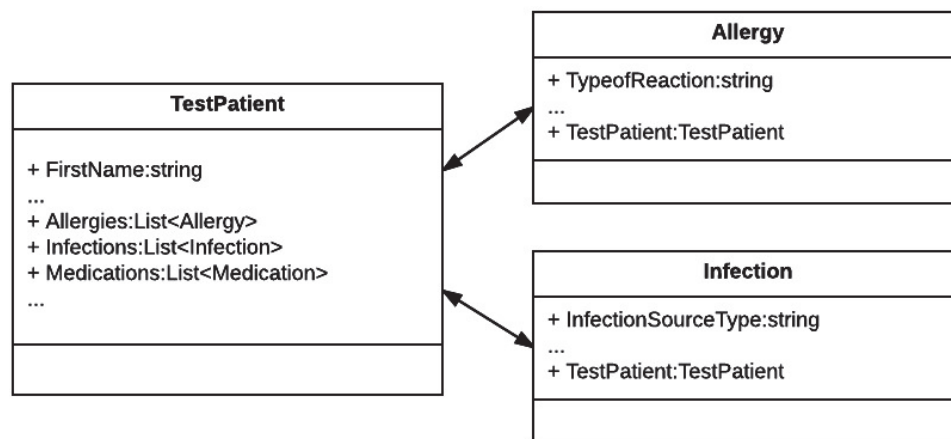 TestPatient
+ FirstName:string
...
+ Allergies:List<Allergy>
+ Infections:List<Infection>
+ Medications:List<Medication>
...
Allergy
+ TypeofReaction:string
...
+ TestPatient:TestPatient
Infection
+ InfectionSourceType:string
...
+ TestPatient:TestPatient